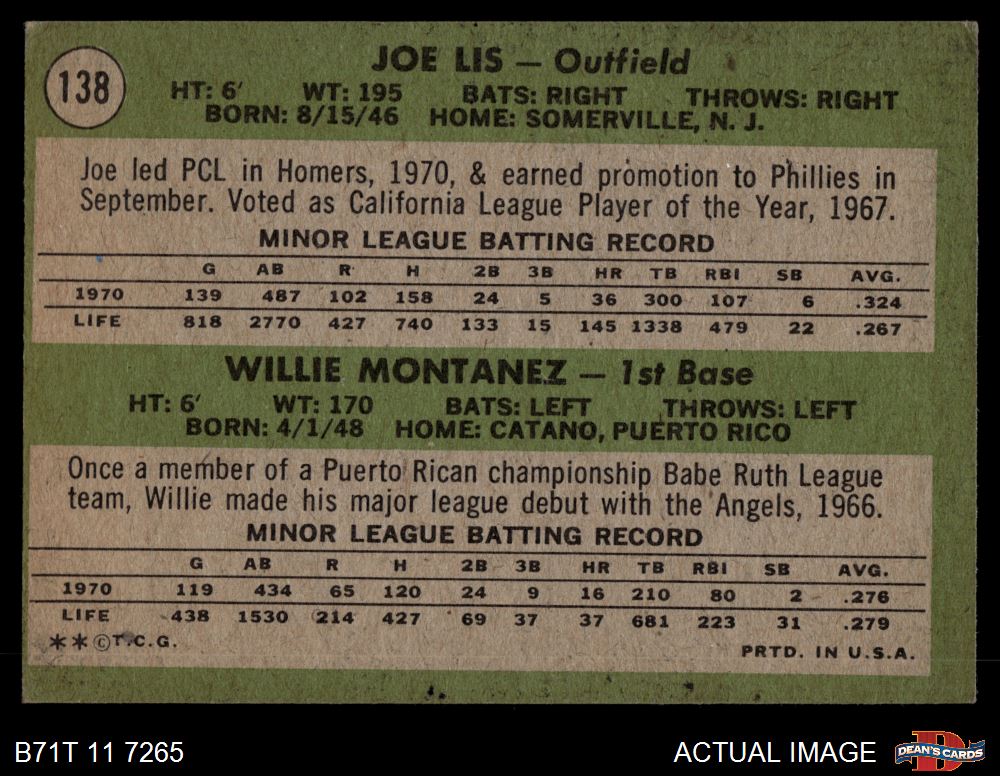 138
JOE LIS — Outfield
HT: 6' WT: 195 BATS: RIGHT THROWS: RIGHT
BORN: 8/15/46 HOME: SOMERVILLE, N. J.
Joe led PCL in Homers, 1970, & earned promotion to Phillies in
September. Voted as California League Player of the Year, 1967.
MINOR LEAGUE BATTING RECORD
G AB R H 2B 3B HR TB RBI SB AVG.
1970 139 487 102 158 24 5 36 300 107 6 .324
LIFE 818 2770 427 740 133 15 145 1338 479 22 .267
WILLIE MONTANEZ — 1st Base
HT: 6' WT: 170 BATS: LEFT THROWS: LEFT
BORN: 4/1/48 HOME: CATANO, PUERTO RICO
Once a member of a Puerto Rican championship Babe Ruth League
team, Willie made his major league debut with the Angels, 1966.
MINOR LEAGUE BATTING RECORD
G AB R H 2B 3B HR TB RBI SB AVG.
1970 119 434 65 120 24 9 16 210 80 2 .276
LIFE 438 1530 214 427 69 37 37 681 223 31 .279
**©T.C.G.
PRTD. IN U.S.A.
B71T 11 7265
ACTUAL IMAGE
DEAN'S CARDS